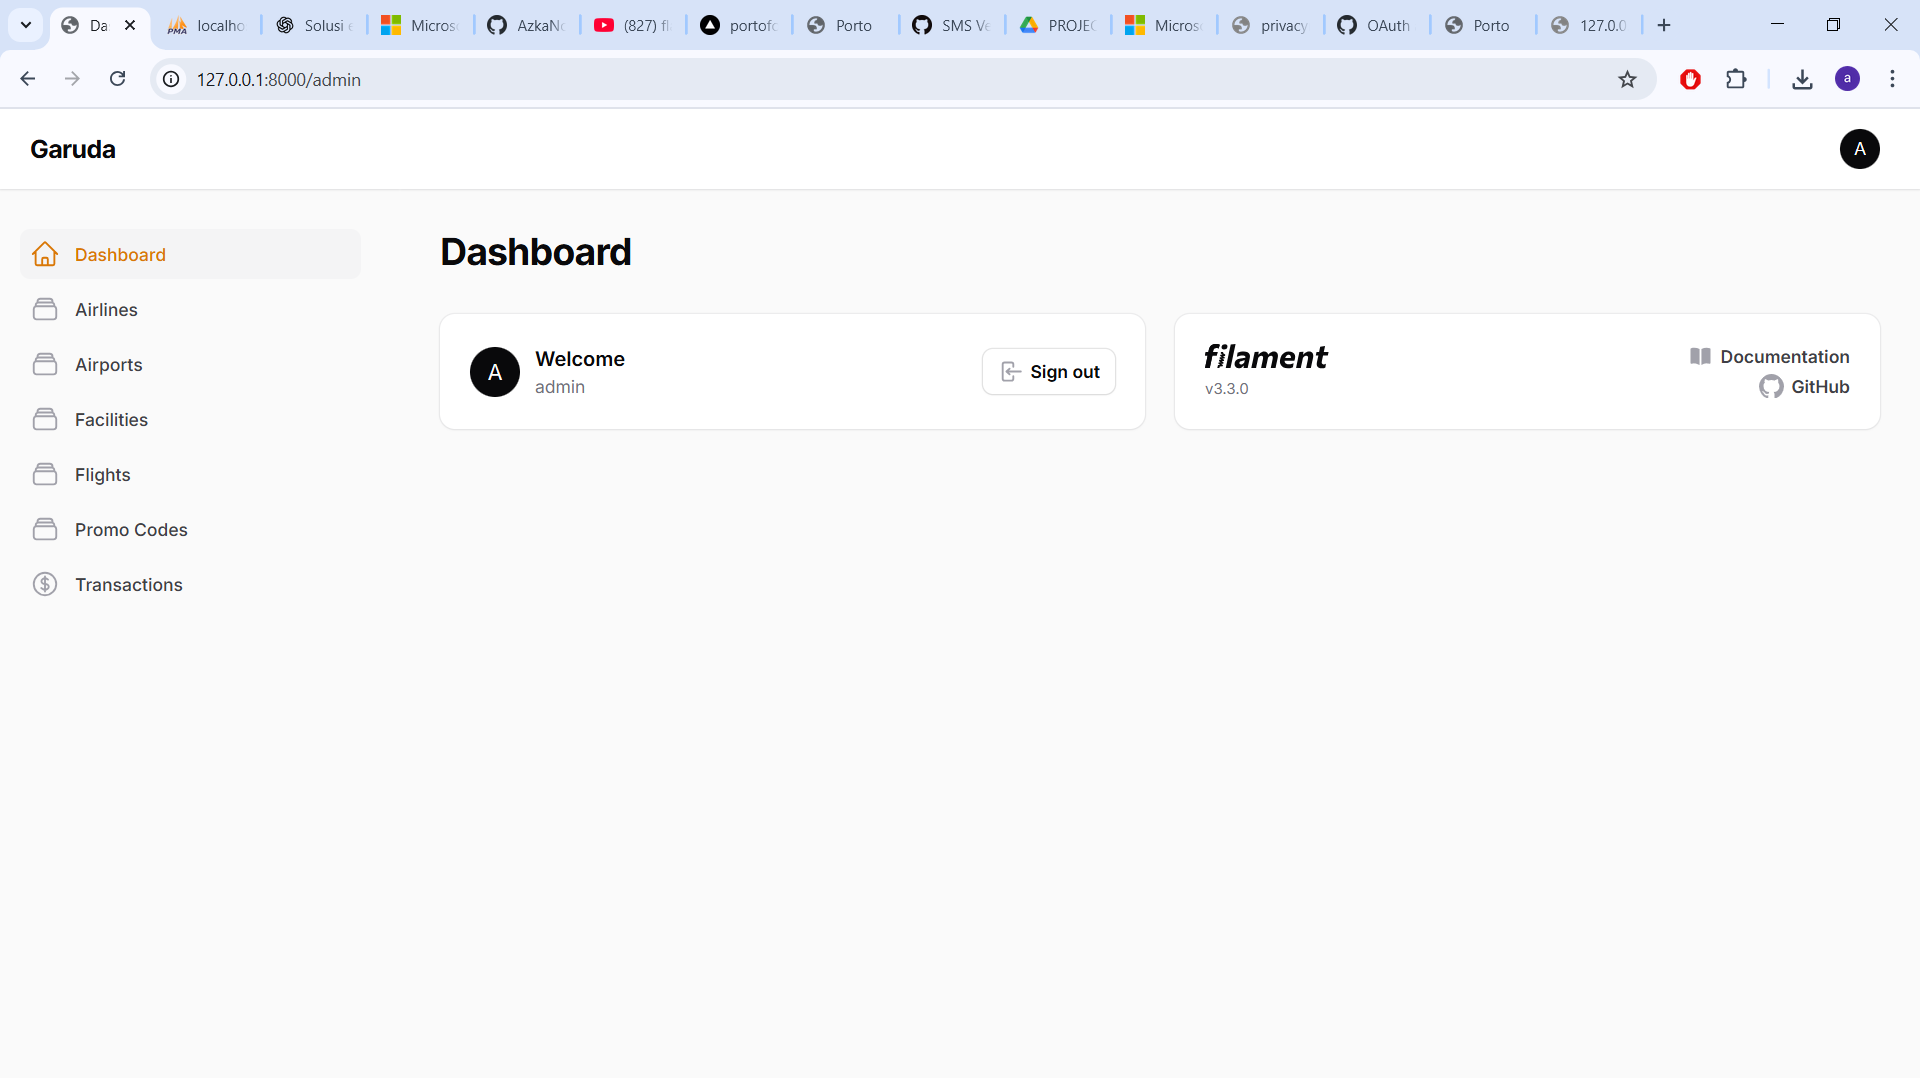 Da
localho
Solusi e
Micros
AzkaN
(827) fl
portofo
Porto
SMS Ve
PROJEC
Micros
privacy
OAuth
Porto
127.0.0
127.0.0.1:8000/admin
a
Garuda
A
Dashboard
Airlines
Airports
Facilities
Flights
Promo Codes
Transactions
Dashboard
A
Welcome
admin
Sign out
filament
v3.3.0
Documentation
GitHub